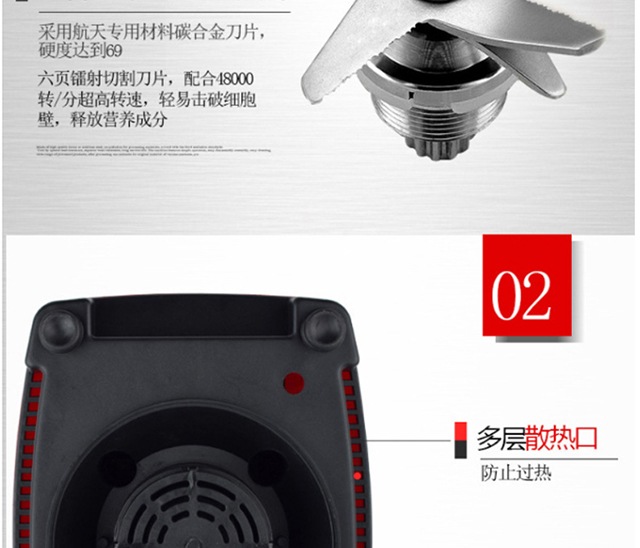 采用航天专用材料碳合金刀片,
硬度达到69
六页镭射切割刀片，配合48000
转/分超高转速，轻易击破细胞
壁，释放营养成分
02
多层散热口
防止过热